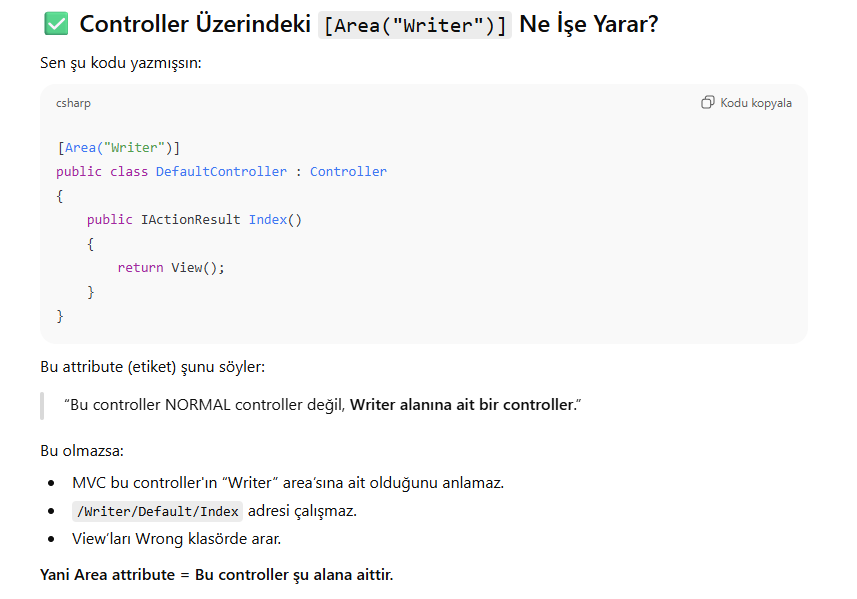 ✅ Controller Üzerindeki [Area("Writer")] Ne İşe Yarar?
Sen şu kodu yazmışsın:
csharp
Kodu kopyala
[Area("Writer")]
public class DefaultController : Controller
{
    public IActionResult Index()
    {
        return View();
    }
}
Bu attribute (etiket) şunu söyler:
“Bu controller NORMAL controller değil, Writer alanına ait bir controller.”
Bu olmazsa:
• MVC bu controller'ın “Writer” area’sına ait olduğunu anlamaz.
• /Writer/Default/Index adresi çalışmaz.
• View’ları Wrong klasörde arar.
Yani Area attribute = Bu controller şu alana aittir.